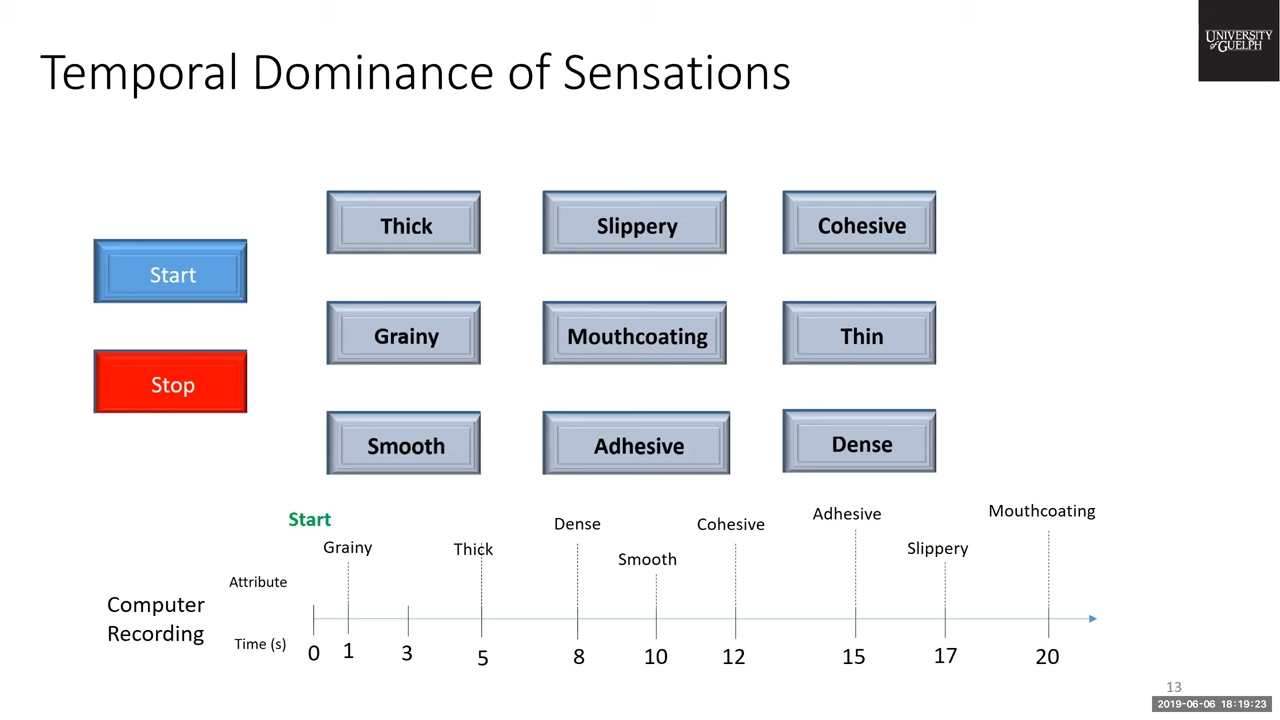 Temporal Dominance of Sensations
UNIVERSITY
of GUELPH
Thick
Slippery
Cohesive
Start
Grainy
Mouthcoating
Thin
Stop
Smooth
Adhesive
Dense
Start
Grainy
Thick
Dense
Smooth
Cohesive
Adhesive
Slippery
Mouthcoating
Attribute
Computer
Recording
Time (s)
0 1 3 5 8 10 12 15 17 20
13
2019-06-06 18:19:23